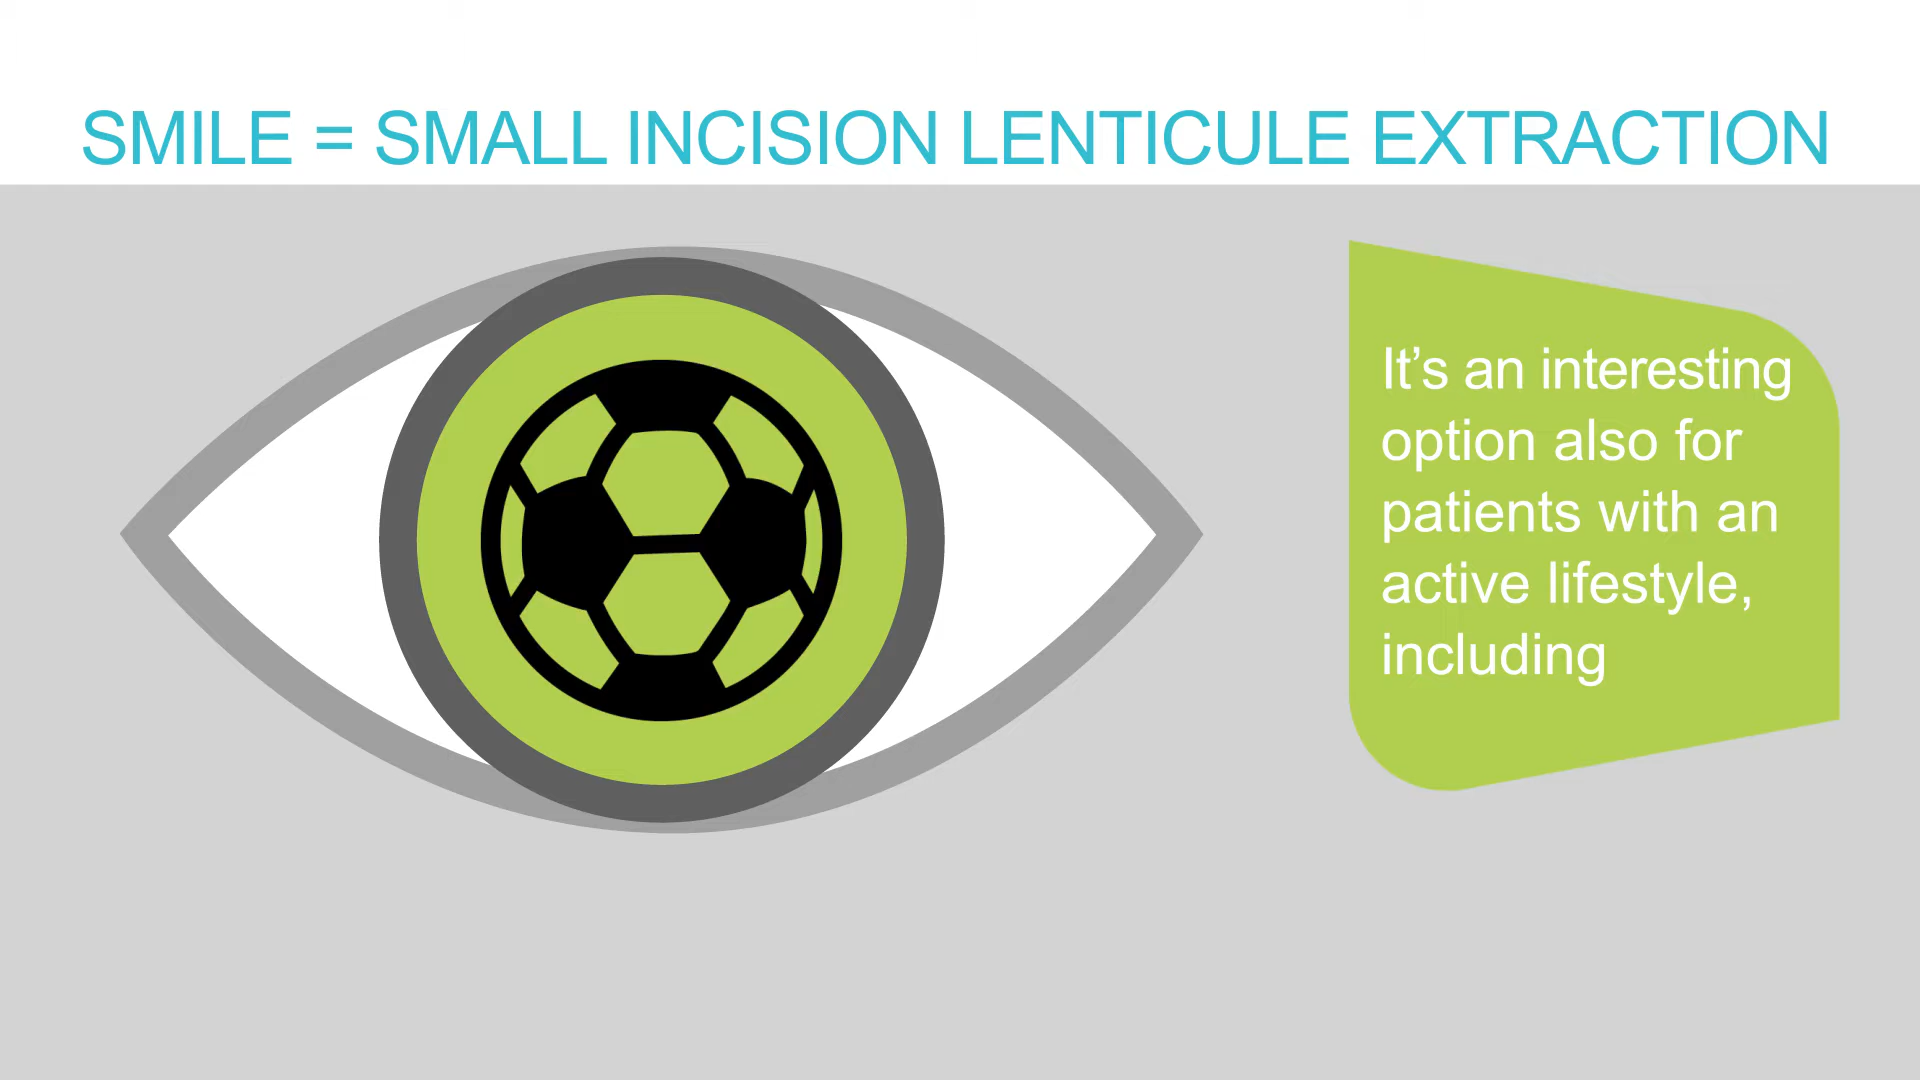 SMILE = SMALL INCISION LENTICULE EXTRACTION
It’s an interesting
option also for
patients with an
active lifestyle,
including